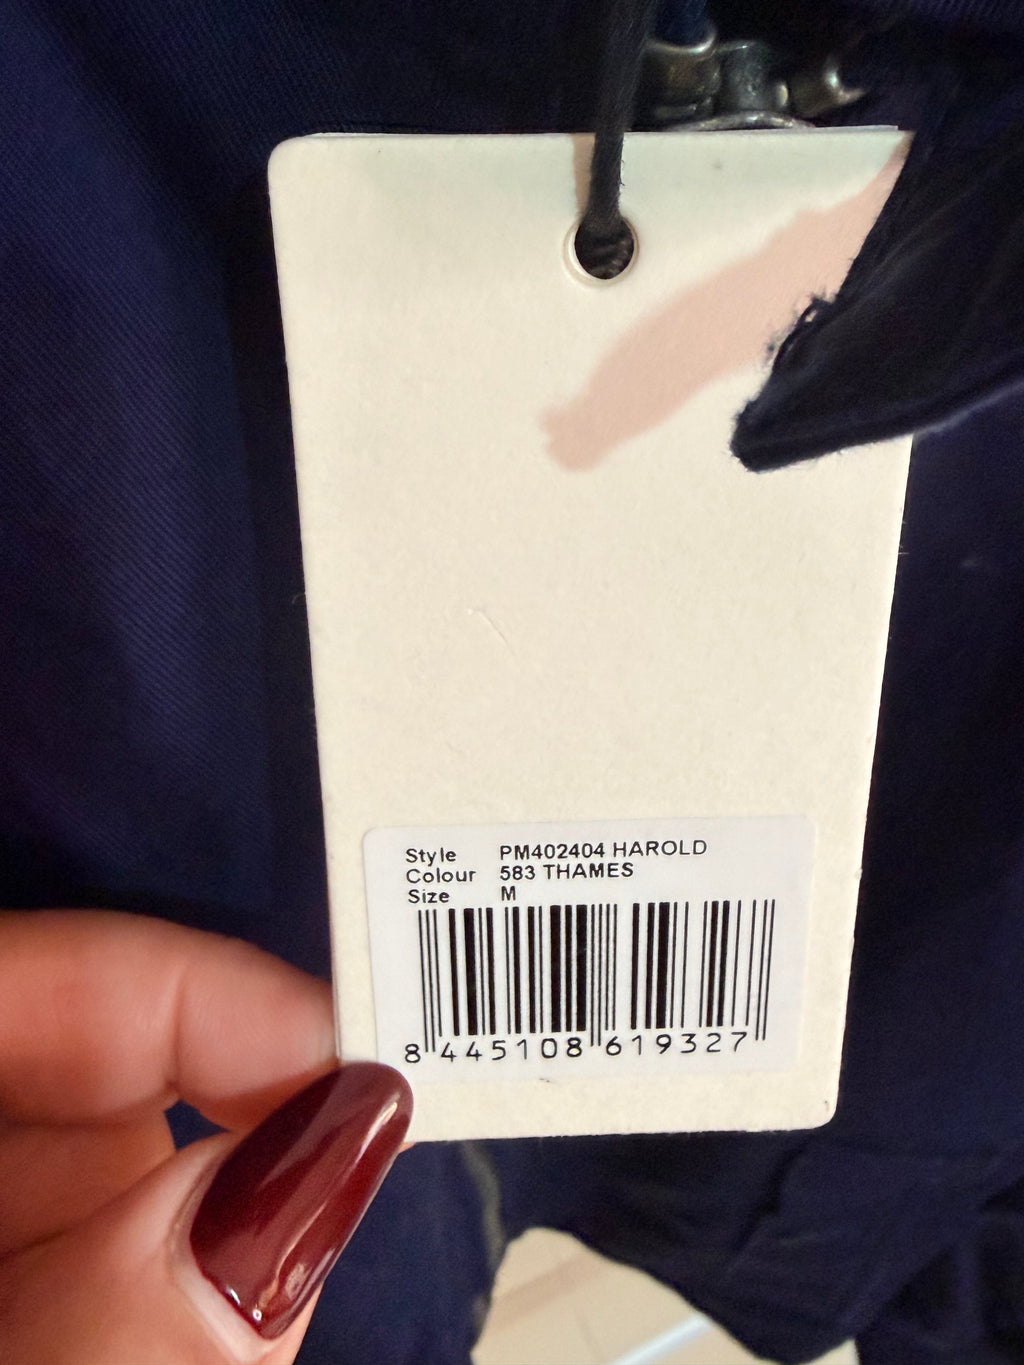 Style PM402404 HAROLD
Colour 583 THAMES
Size M
8 445108 619327